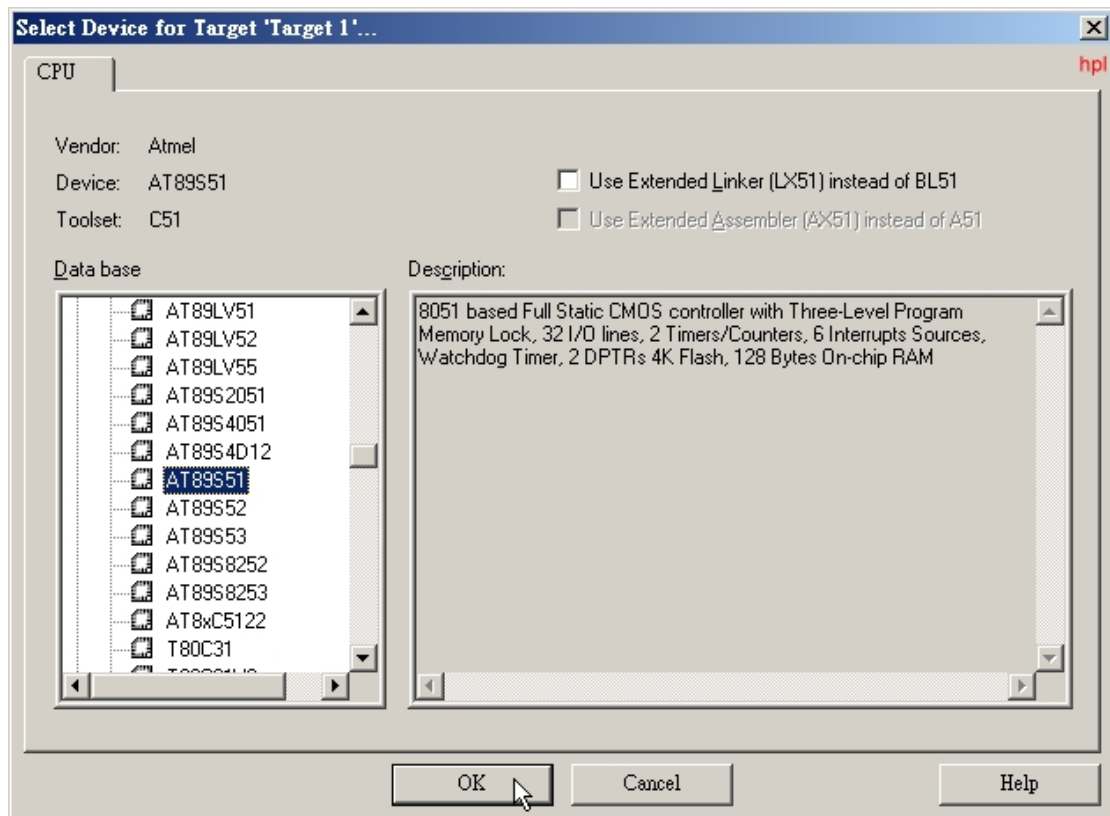 Select Device for Target 'Target 1'...
hpl
CPU
Vendor: Atmel
Device: AT89S51
Toolset: C51
Use Extended Linker (LX51) instead of BL51
Use Extended Assembler (AX51) instead of A51
Data base
AT89LV51
AT89LV52
AT89LV55
AT89S2051
AT89S4051
AT89S4D12
AT89S51
AT89S52
AT89S53
AT89S8252
AT89S8253
AT8xC5122
T80C31
Description:
8051 based Full Static CMOS controller with Three-Level Program
Memory Lock, 32 I/O lines, 2 Timers/Counters, 6 Interrupts Sources,
Watchdog Timer, 2 DPTRs 4K Flash, 128 Bytes On-chip RAM
OK
Cancel
Help